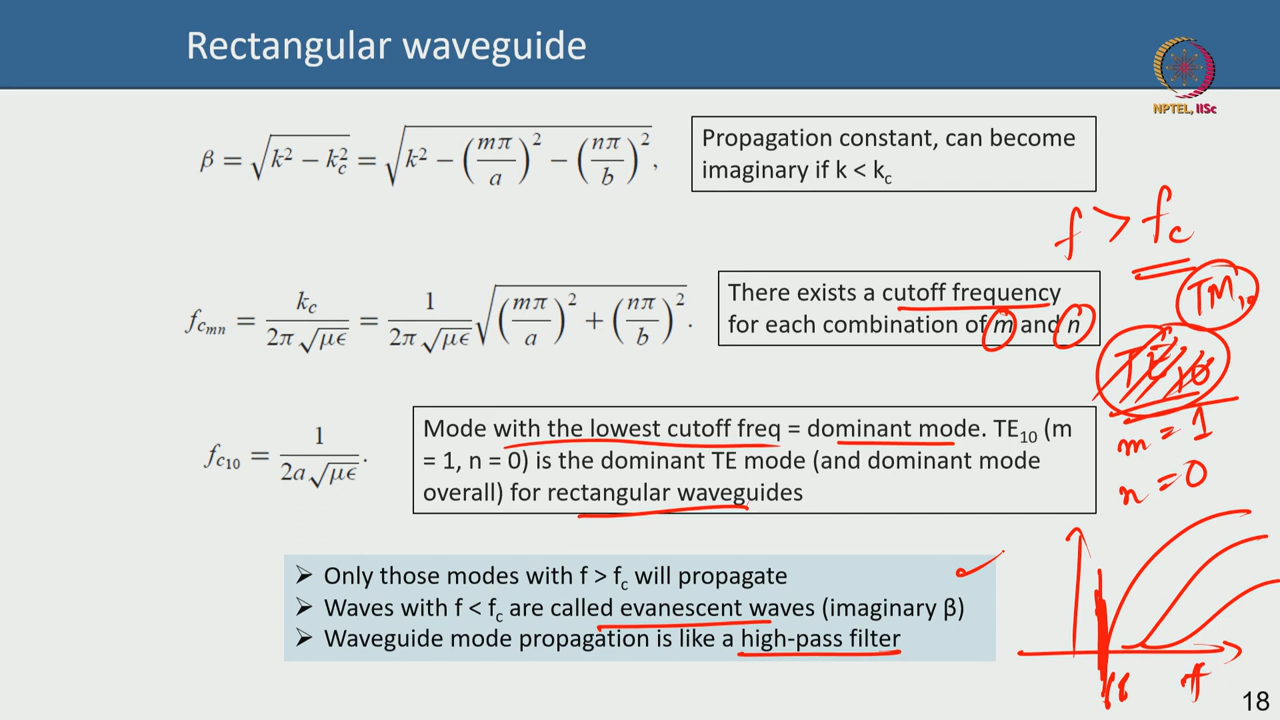 Rectangular waveguide
NPTEL, IISc
β = √(k² − k_c²) = √(k² − (mπ/a)² − (nπ/b)²),
Propagation constant, can become
imaginary if k < k_c
f > f_c
TM₁₀
f_cmn = k_c/(2π√μϵ) = 1/(2π√μϵ) √((mπ/a)² + (nπ/b)²).
There exists a cutoff frequency
for each combination of m and n
TE₁₀
m = 1
n = 0
f_c10 = 1/(2a√μϵ).
Mode with the lowest cutoff freq = dominant mode. TE₁₀ (m
= 1, n = 0) is the dominant TE mode (and dominant mode
overall) for rectangular waveguides
➢ Only those modes with f > f_c will propagate
➢ Waves with f < f_c are called evanescent waves (imaginary β)
➢ Waveguide mode propagation is like a high-pass filter
18